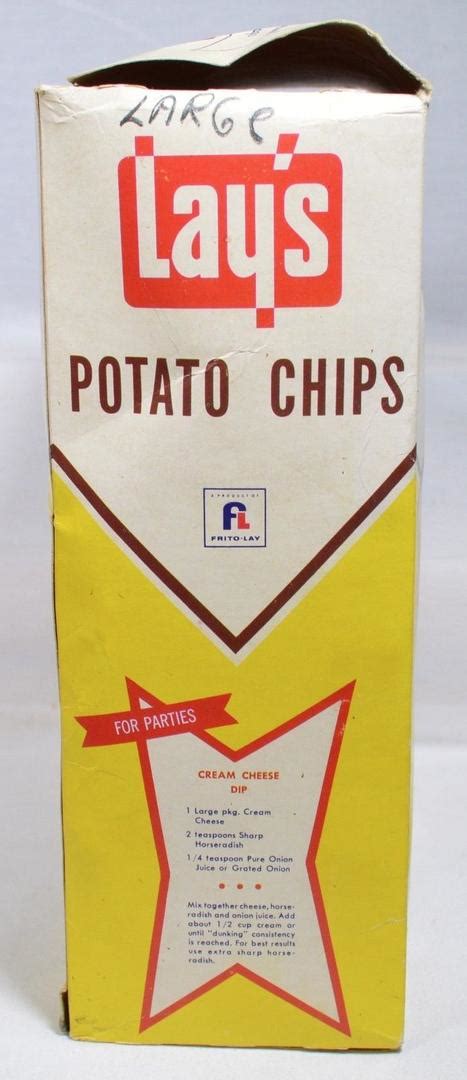 LARGe
Lay's
POTATO CHIPS
A PRODUCT OF
FL
FRITO-LAY
FOR PARTIES
CREAM CHEESE
DIP
1 Large pkg. Cream
Cheese
2 teaspoons Sharp
Horseradish
1/4 teaspoon Pure Onion
Juice or Grated Onion
Mix together cheese, horse-
radish and onion juice. Add
about 1/2 cup cream or
until "dunking" consistency
is reached. For best results
use extra sharp horse-
radish.